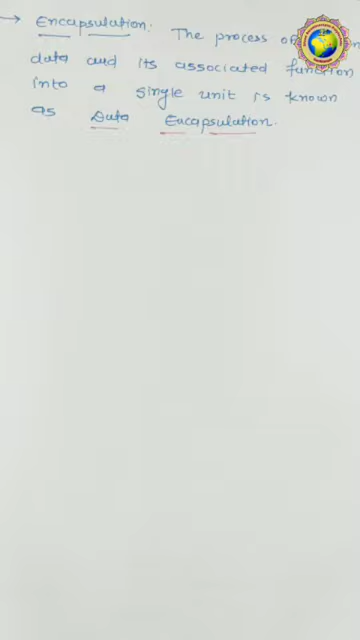 → Encapsulation: The process of
data and its associated function
into a single unit is known
as Data Encapsulation.